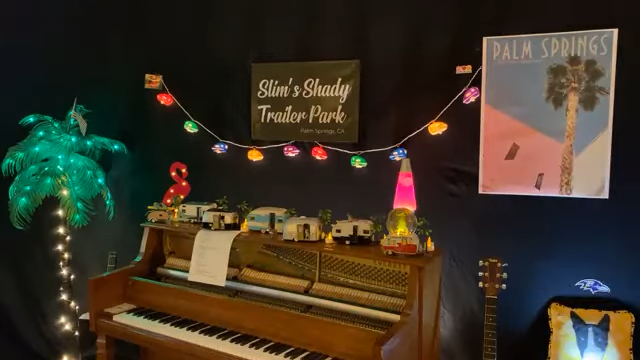 Slim's Shady
Trailer Park
Palm Springs, CA
PALM SPRINGS